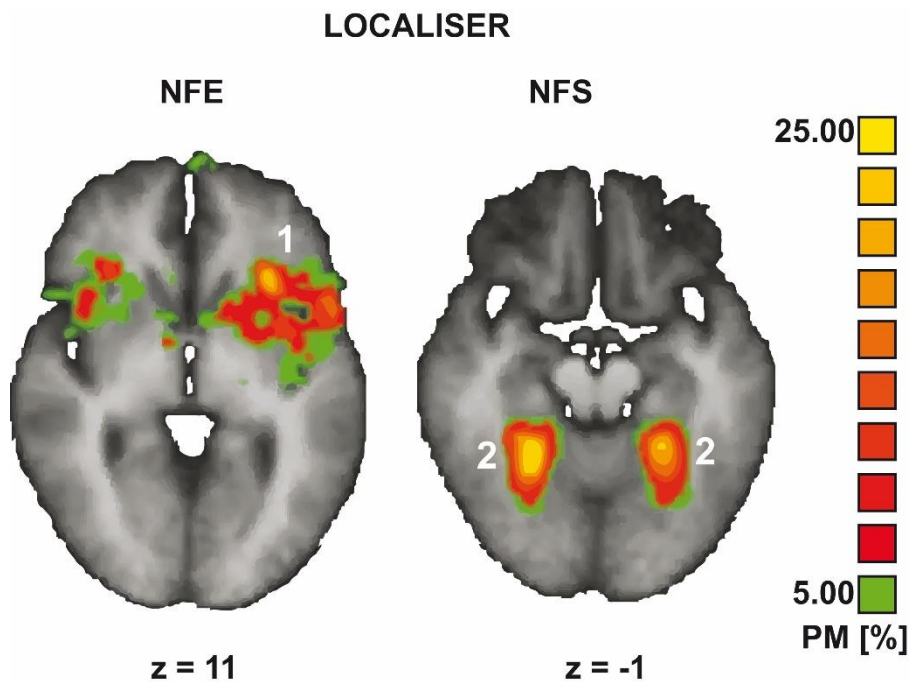 LOCALISER
NFE
NFS
25.00
1
2
2
5.00
PM [%]
z = 11
z = -1